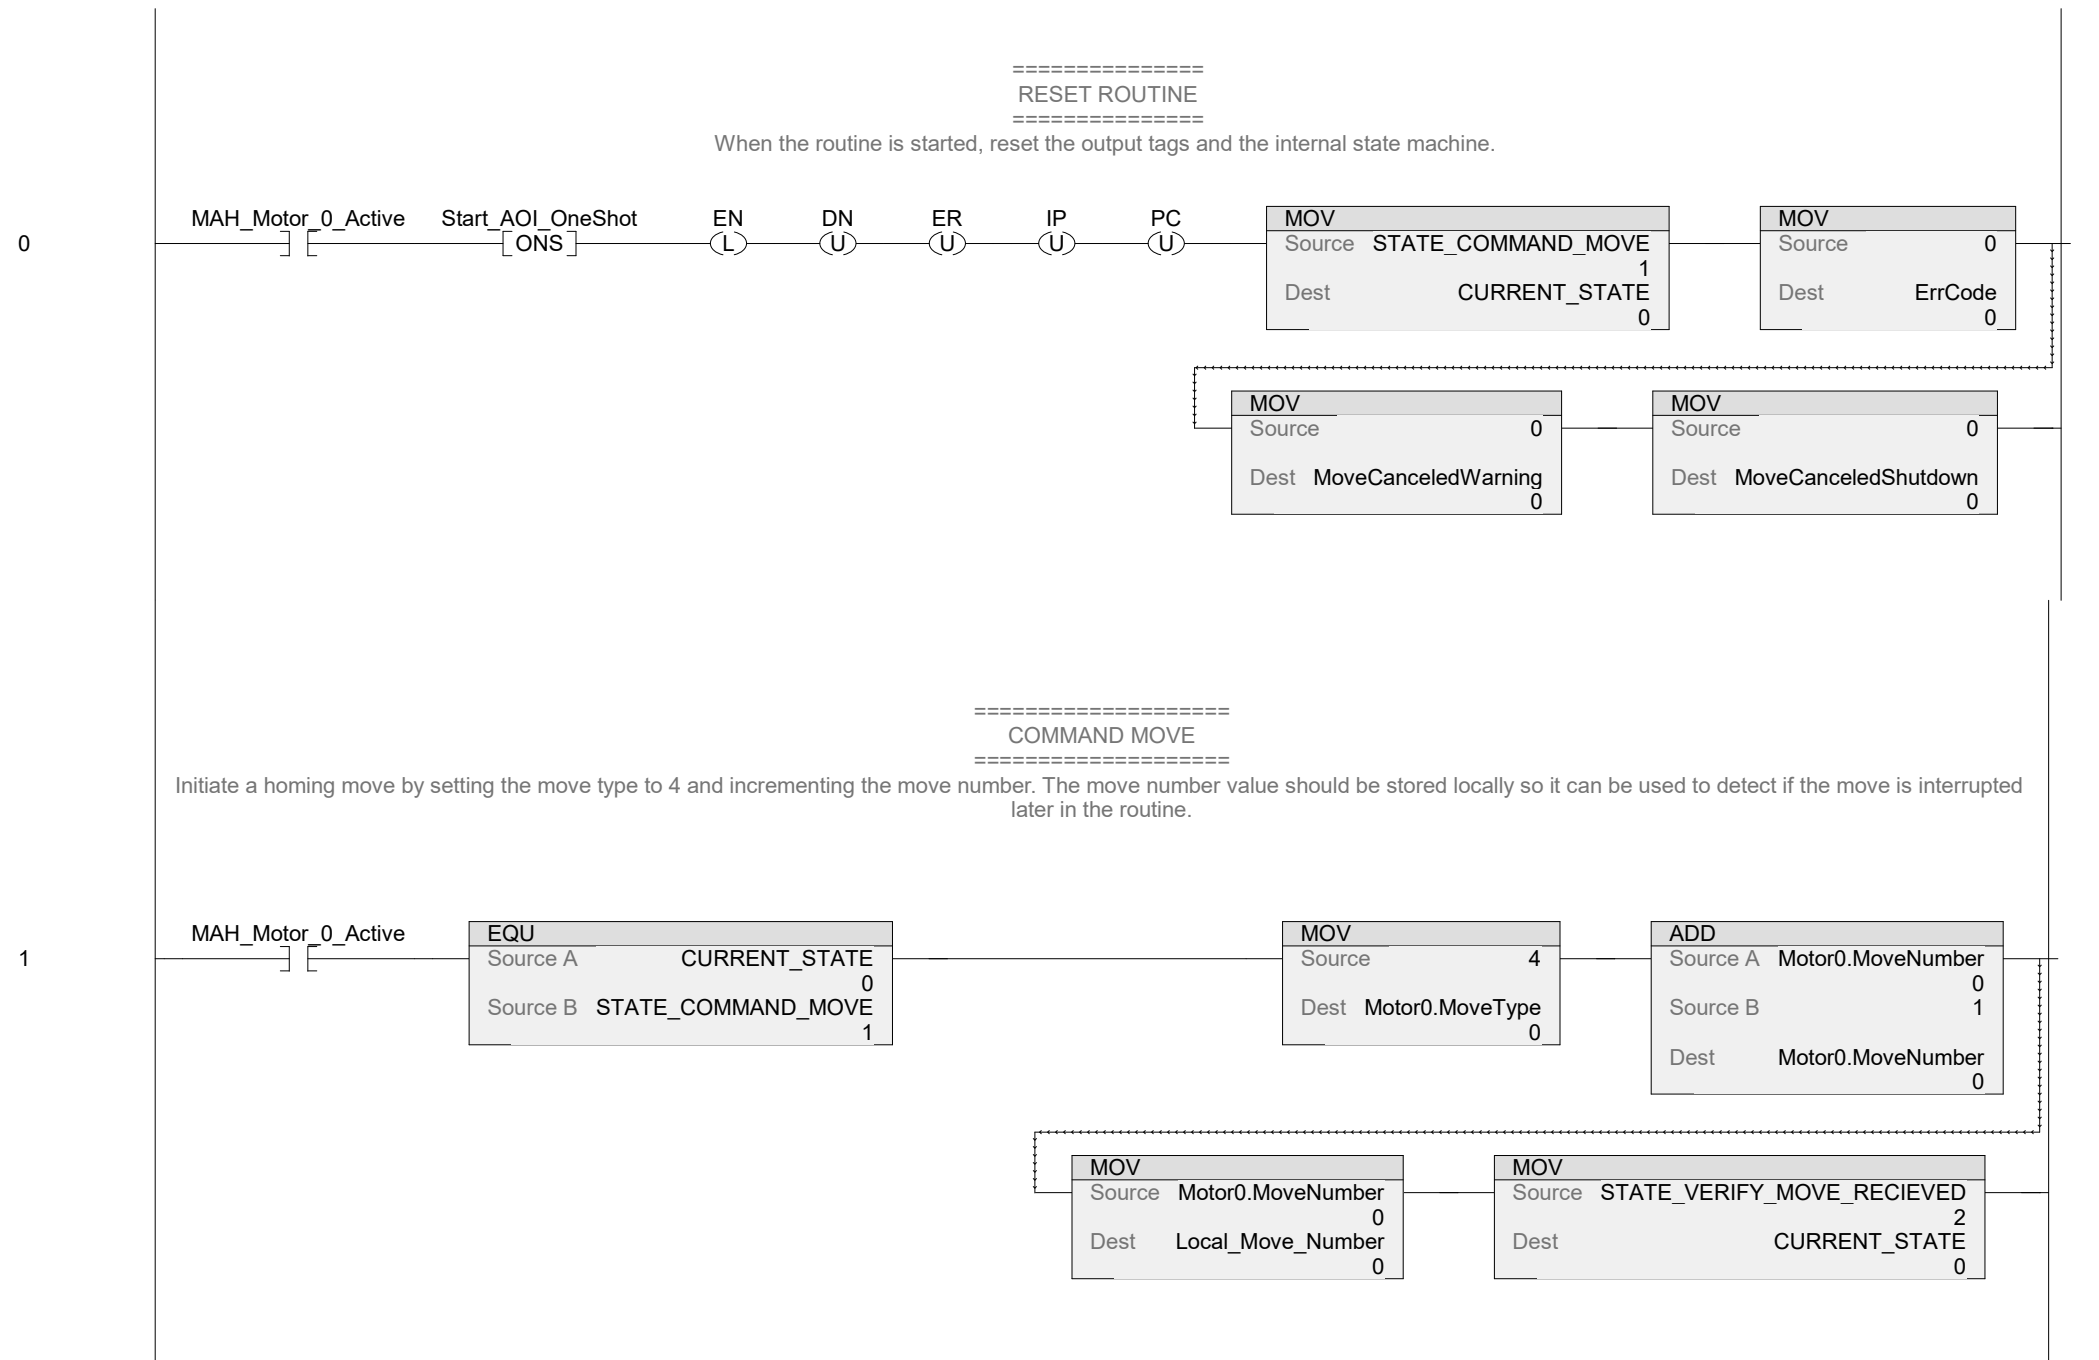 ===============
RESET ROUTINE
===============
When the routine is started, reset the output tags and the internal state machine.
0
MAH_Motor_0_Active
Start_AOI_OneShot
ONS
EN
L
DN
U
ER
U
IP
U
PC
U
MOV
Source STATE_COMMAND_MOVE
1
Dest CURRENT_STATE
0
MOV
Source 0
Dest ErrCode
0
MOV
Source 0
Dest MoveCanceledWarning
0
MOV
Source 0
Dest MoveCanceledShutdown
0
====================
COMMAND MOVE
====================
Initiate a homing move by setting the move type to 4 and incrementing the move number. The move number value should be stored locally so it can be used to detect if the move is interrupted
later in the routine.
1
MAH_Motor_0_Active
EQU
Source A CURRENT_STATE
0
Source B STATE_COMMAND_MOVE
1
MOV
Source 4
Dest Motor0.MoveType
0
ADD
Source A Motor0.MoveNumber
0
Source B 1
Dest Motor0.MoveNumber
0
MOV
Source Motor0.MoveNumber
0
Dest Local_Move_Number
0
MOV
Source STATE_VERIFY_MOVE_RECIEVED
2
Dest CURRENT_STATE
0